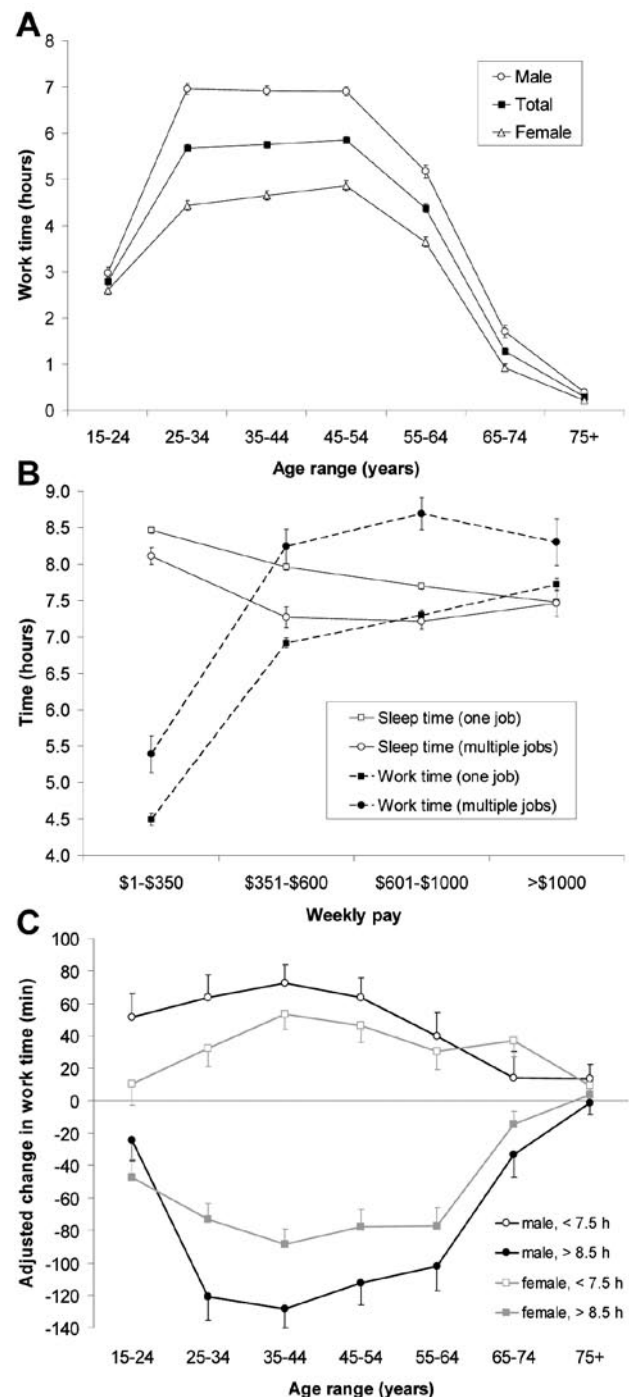 A
8
7
6
5
4
3
2
1
0
Work time (hours)
Male
Total
Female
15-24 25-34 35-44 45-54 55-64 65-74 75+
Age range (years)
B
9.0
8.5
8.0
7.5
7.0
6.5
6.0
5.5
5.0
4.5
4.0
Time (hours)
Sleep time (one job)
Sleep time (multiple jobs)
Work time (one job)
Work time (multiple jobs)
$1-$350 $351-$600 $601-$1000 >$1000
Weekly pay
C
100
80
60
40
20
0
-20
-40
-60
-80
-100
-120
-140
Adjusted change in work time (min)
male, < 7.5 h
male, > 8.5 h
female, < 7.5 h
female, > 8.5 h
15-24 25-34 35-44 45-54 55-64 65-74 75+
Age range (years)